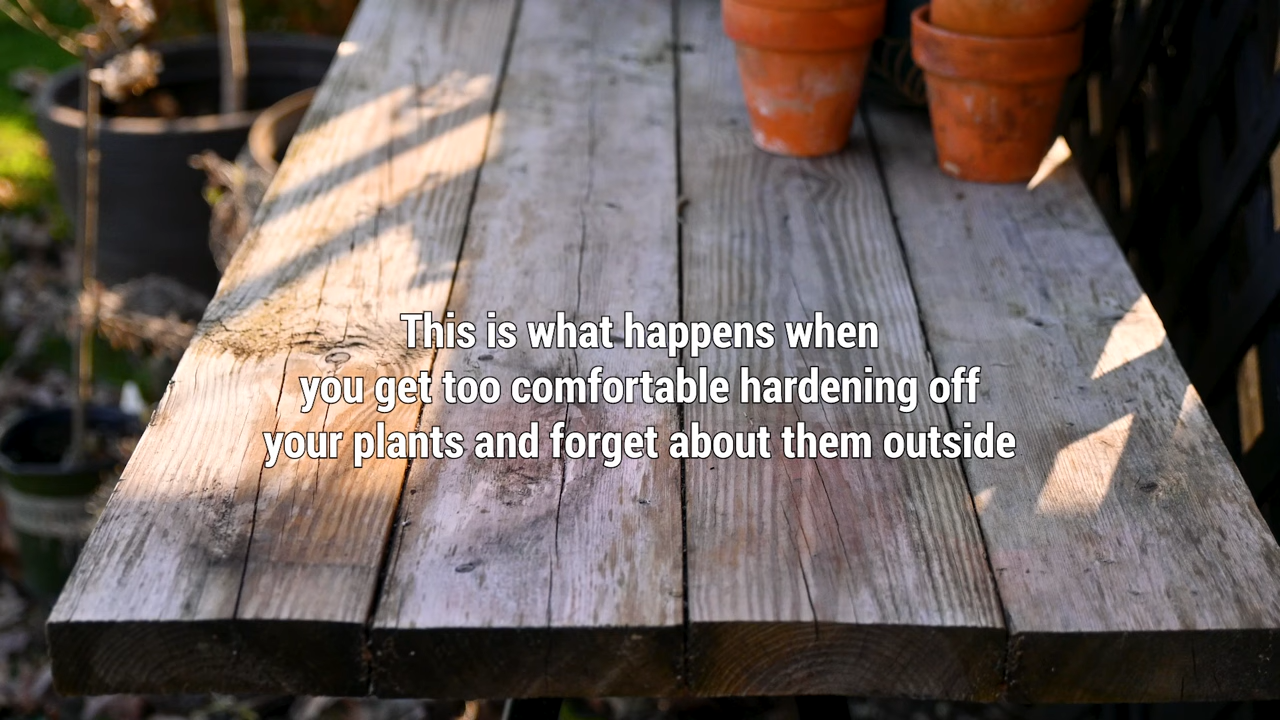 This is what happens when
you get too comfortable hardening off
your plants and forget about them outside